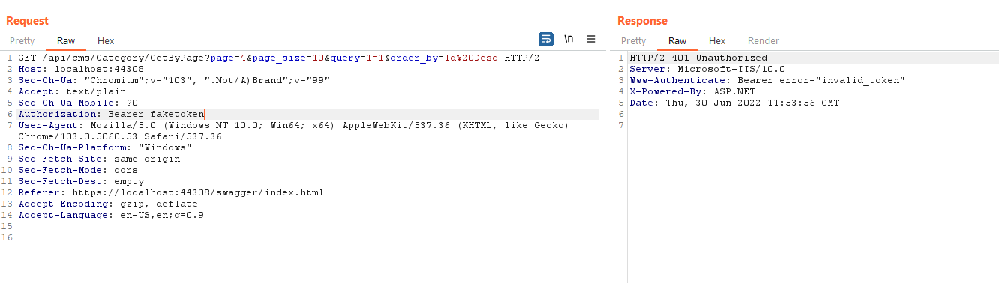 Request
Pretty Raw Hex
\n
1 GET /api/cms/Category/GetByPage?page=4&page_size=10&query=1=1&order_by=Id%20Desc HTTP/2
2 Host: localhost:44308
3 Sec-Ch-Ua: "Chromium";v="103", ".Not/A)Brand";v="99"
4 Accept: text/plain
5 Sec-Ch-Ua-Mobile: ?0
6 Authorization: Bearer faketoken
7 User-Agent: Mozilla/5.0 (Windows NT 10.0; Win64; x64) AppleWebKit/537.36 (KHTML, like Gecko)
Chrome/103.0.5060.53 Safari/537.36
8 Sec-Ch-Ua-Platform: "Windows"
9 Sec-Fetch-Site: same-origin
10 Sec-Fetch-Mode: cors
11 Sec-Fetch-Dest: empty
12 Referer: https://localhost:44308/swagger/index.html
13 Accept-Encoding: gzip, deflate
14 Accept-Language: en-US,en;q=0.9
15
16
Response
Pretty Raw Hex Render
1 HTTP/2 401 Unauthorized
2 Server: Microsoft-IIS/10.0
3 Www-Authenticate: Bearer error="invalid_token"
4 X-Powered-By: ASP.NET
5 Date: Thu, 30 Jun 2022 11:53:56 GMT
6
7